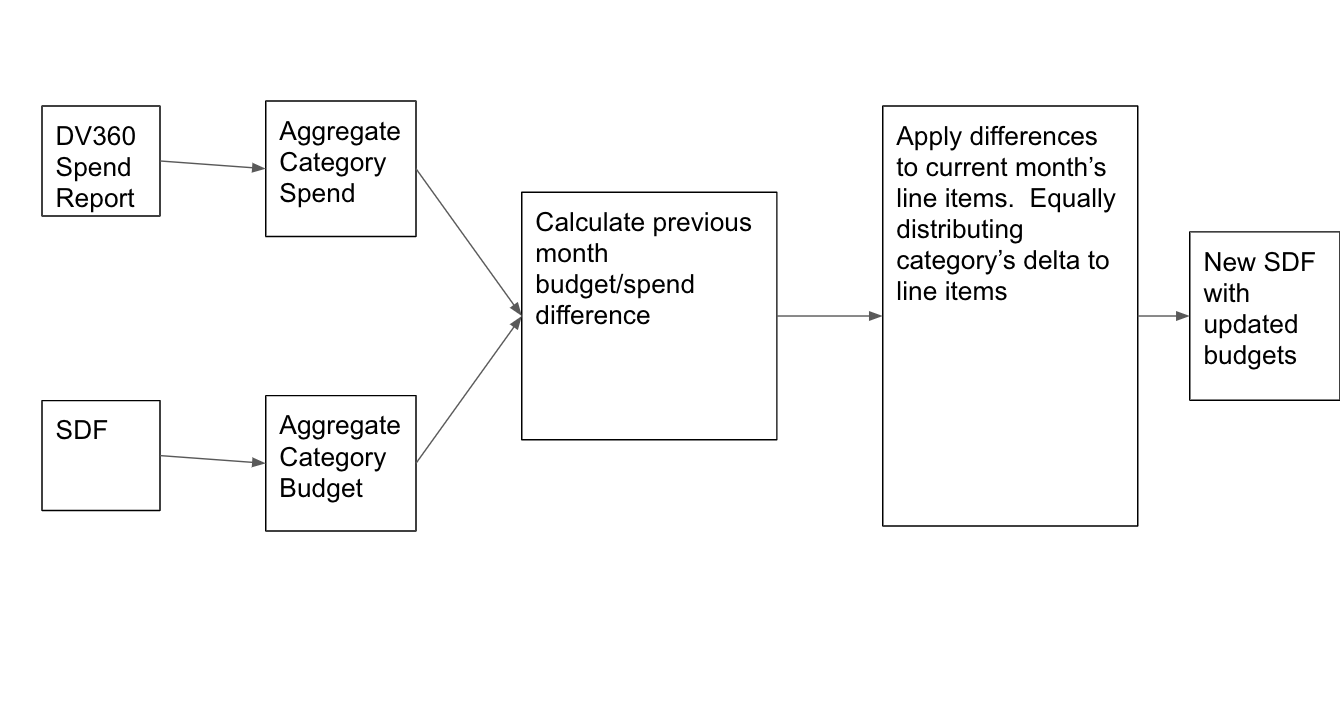 DV360
Spend
Report
Aggregate
Category
Spend
SDF
Aggregate
Category
Budget
Calculate previous
month
budget/spend
difference
Apply differences
to current month’s
line items.  Equally
distributing
category’s delta to
line items
New SDF
with
updated
budgets